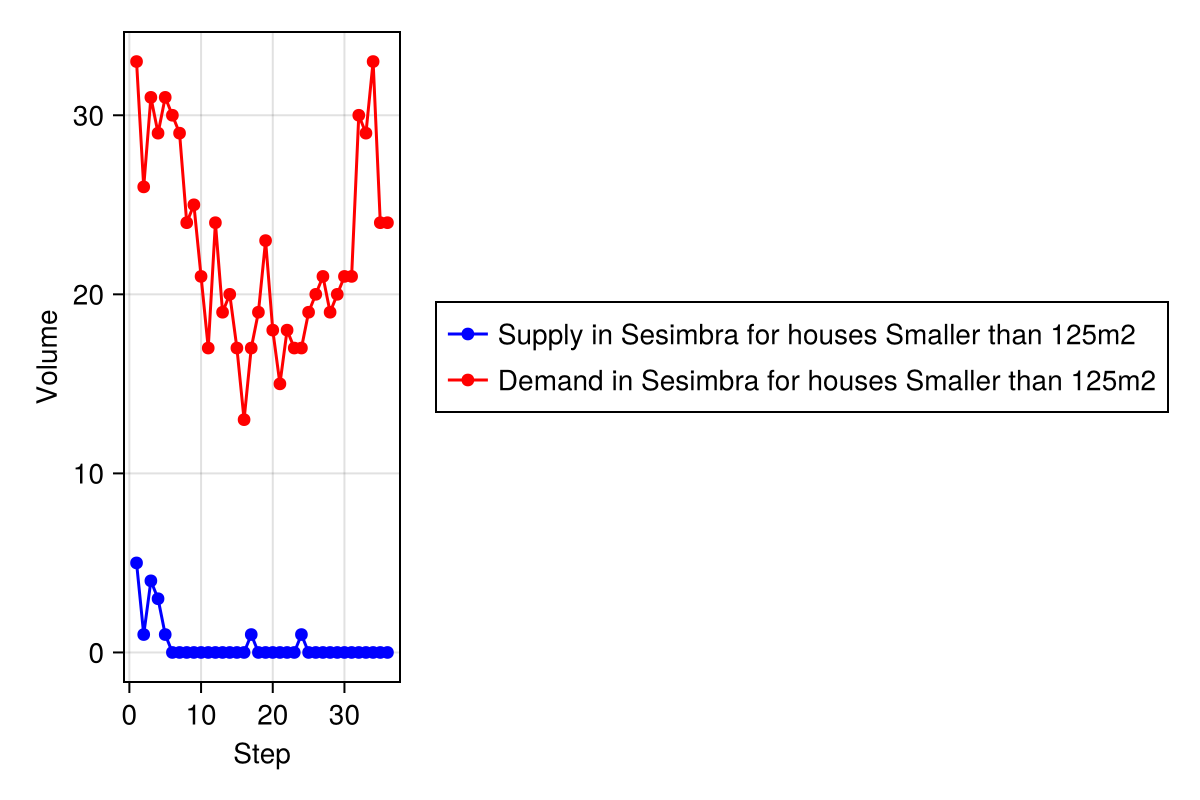 30
20
10
0
Volume
0 10 20 30
Step
Supply in Sesimbra for houses Smaller than 125m2
Demand in Sesimbra for houses Smaller than 125m2